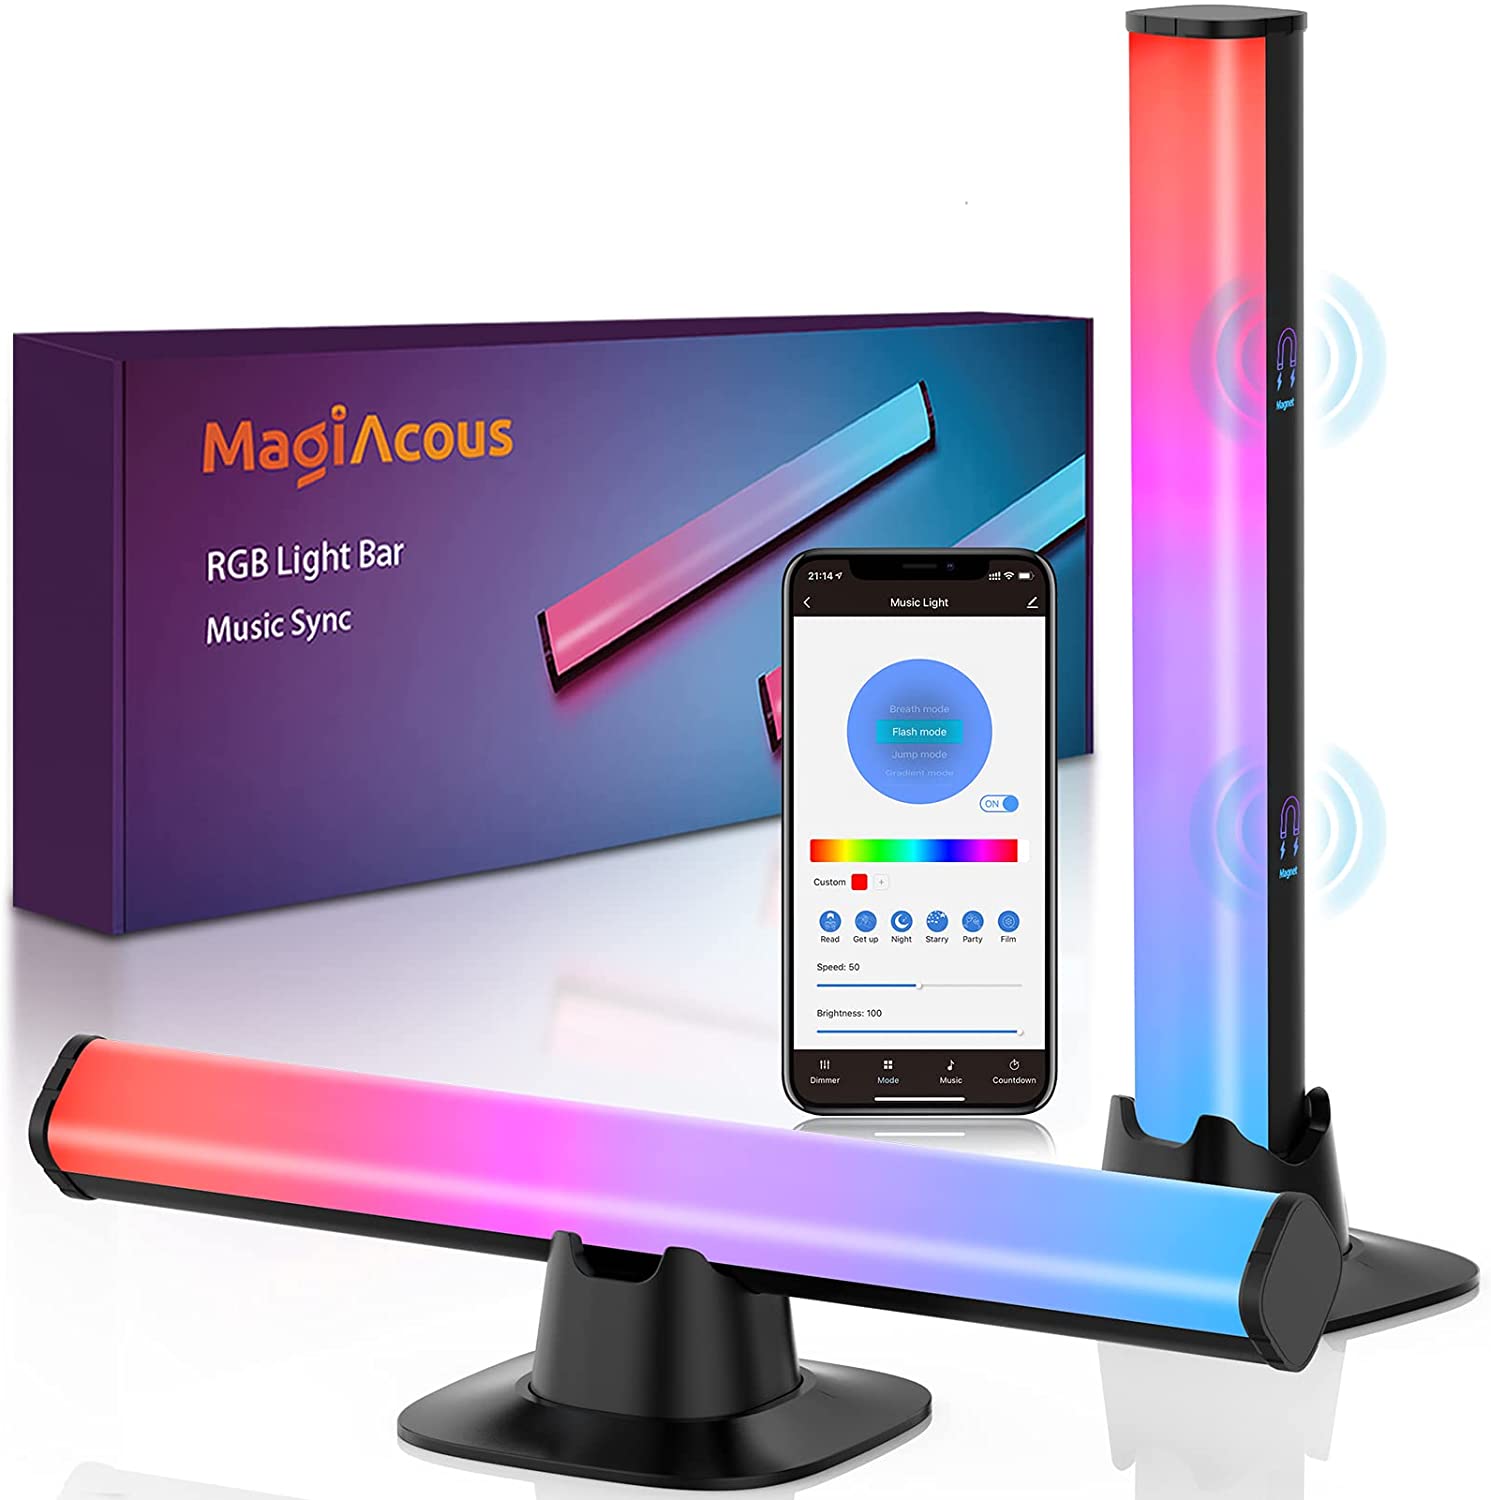 MagiAcous
RGB Light Bar
Music Sync
21:14
Music Light
Breath mode
Flash mode
Jump mode
Gradient mode
ON
Custom
+
Read Get up Night Starry Party Film
Speed: 50
Brightness: 100
Dimmer Mode Music Countdown
Magnet
Magnet